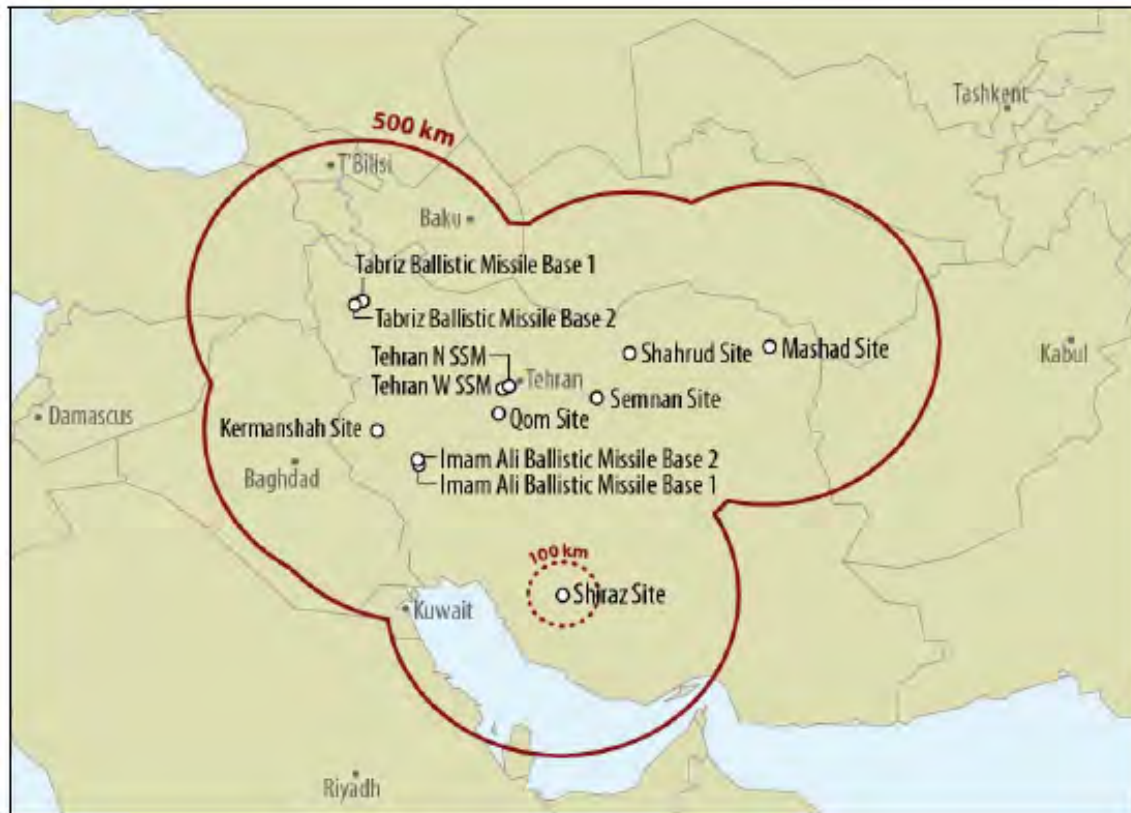 Tashkent
500 km
T'Bilisi
Baku
Tabriz Ballistic Missile Base 1
Tabriz Ballistic Missile Base 2
Tehran N SSM
Tehran W SSM
Tehran
Shahrud Site
Mashad Site
Kabul
Semnan Site
Qom Site
Damascus
Kermanshah Site
Baghdad
Imam Ali Ballistic Missile Base 2
Imam Ali Ballistic Missile Base 1
100 km
Shiraz Site
Kuwait
Riyadh